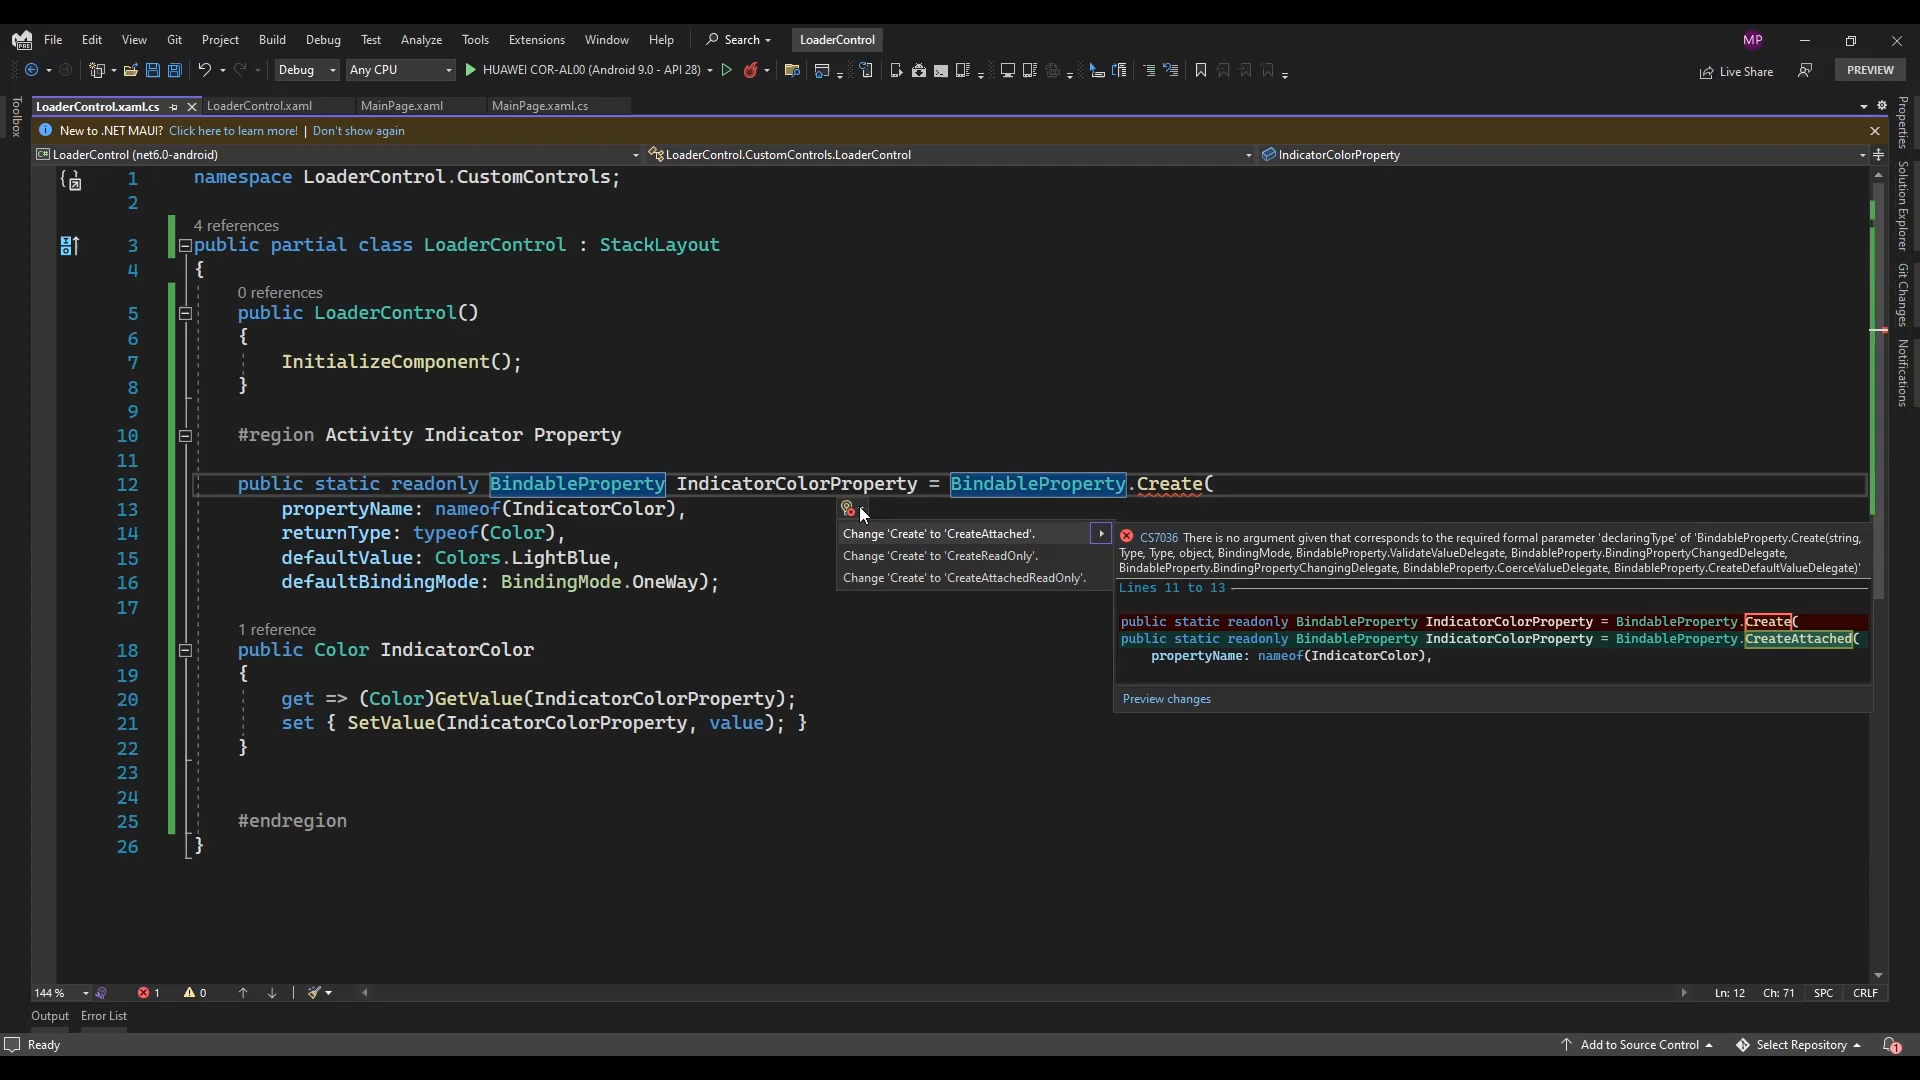 File Edit View Git Project Build Debug Test Analyze Tools Extensions Window Help Search LoaderControl MP
Debug Any CPU HUAWEI COR-AL00 (Android 9.0 - API 28) Live Share PREVIEW
LoaderControl.xaml.cs LoaderControl.xaml MainPage.xaml MainPage.xaml.cs
New to .NET MAUI? Click here to learn more! | Don't show again
LoaderControl (net6.0-android) LoaderControl.CustomControls.LoaderControl IndicatorColorProperty
Toolbox
Properties
Solution Explorer
Git Changes
Notifications
1 namespace LoaderControl.CustomControls;
2
4 references
3 public partial class LoaderControl : StackLayout
4 {
0 references
5 public LoaderControl()
6 {
7 InitializeComponent();
8 }
9
10 #region Activity Indicator Property
11
12 public static readonly BindableProperty IndicatorColorProperty = BindableProperty.Create(
13 propertyName: nameof(IndicatorColor),
14 returnType: typeof(Color),
15 defaultValue: Colors.LightBlue,
16 defaultBindingMode: BindingMode.OneWay);
17
1 reference
18 public Color IndicatorColor
19 {
20 get => (Color)GetValue(IndicatorColorProperty);
21 set { SetValue(IndicatorColorProperty, value); }
22 }
23
24
25 #endregion
26 }
Change 'Create' to 'CreateAttached'.
Change 'Create' to 'CreateReadOnly'.
Change 'Create' to 'CreateAttachedReadOnly'.
CS7036 There is no argument given that corresponds to the required formal parameter 'declaringType' of 'BindableProperty.Create(string,
Type, Type, object, BindingMode, BindableProperty.ValidateValueDelegate, BindableProperty.BindingPropertyChangedDelegate,
BindableProperty.BindingPropertyChangingDelegate, BindableProperty.CoerceValueDelegate, BindableProperty.CreateDefaultValueDelegate)'
Lines 11 to 13
public static readonly BindableProperty IndicatorColorProperty = BindableProperty.Create(
public static readonly BindableProperty IndicatorColorProperty = BindableProperty.CreateAttached(
propertyName: nameof(IndicatorColor),
Preview changes
144 % 1 0 Ln: 12 Ch: 71 SPC CRLF
Output Error List
Ready Add to Source Control Select Repository 1